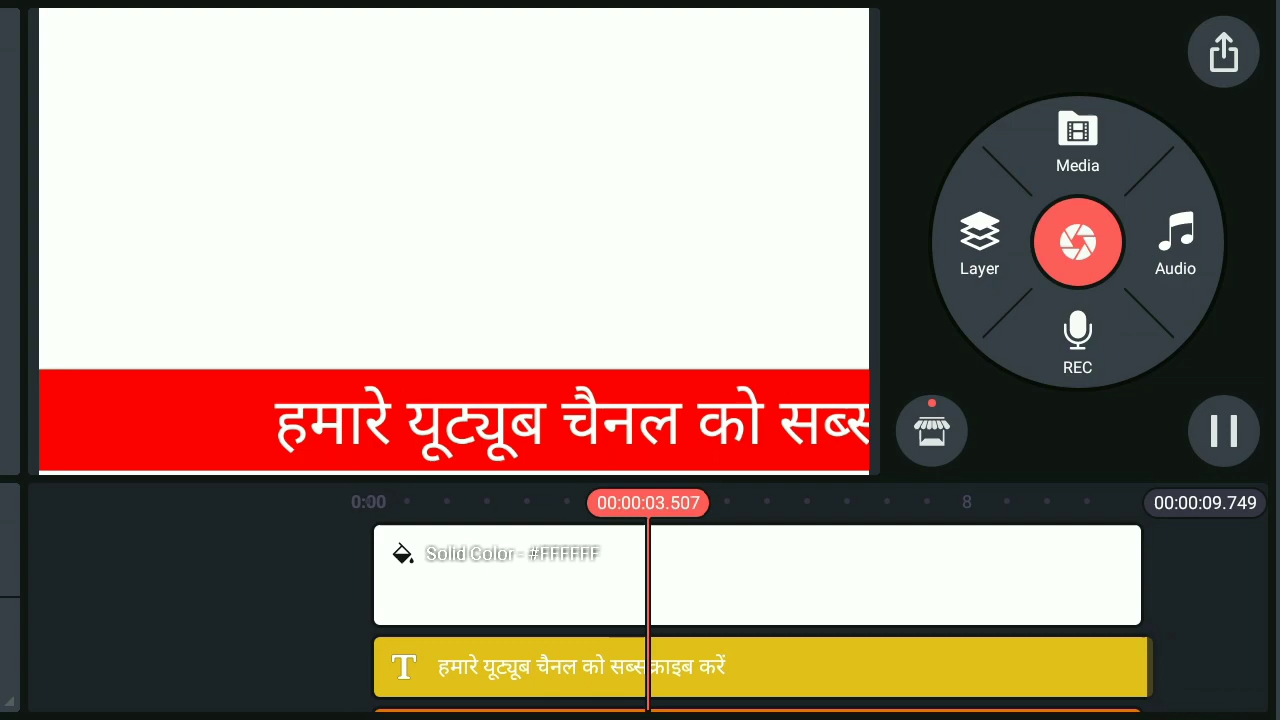 Media
Layer
Audio
REC
हमारे यूट्यूब चैनल को सब्स
0:00
00:00:03.507
8
00:00:09.749
Solid Color - #FFFFFF
T हमारे यूट्यूब चैनल को सब्सक्राइब करें